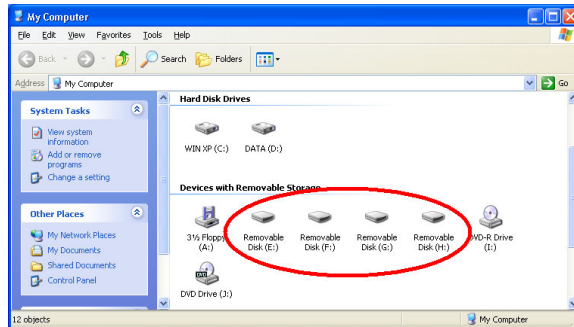 My Computer
File Edit View Favorites Tools Help
Back Search Folders
Address My Computer Go
System Tasks
View system
information
Add or remove
programs
Change a setting
Other Places
My Network Places
My Documents
Shared Documents
Control Panel
Hard Disk Drives
WIN XP (C:) DATA (D:)
Devices with Removable Storage
3½ Floppy
(A:)
Removable
Disk (E:)
Removable
Disk (F:)
Removable
Disk (G:)
Removable
Disk (H:)
DVD-R Drive
(I:)
DVD Drive (J:)
12 objects
My Computer